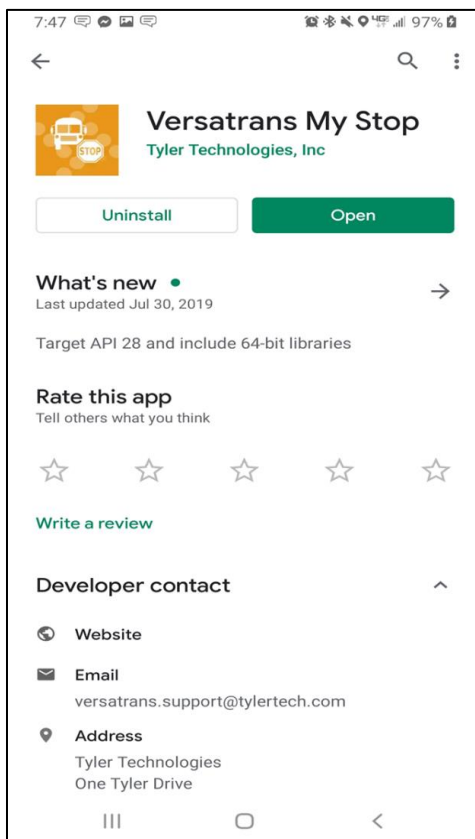 7:47 4GE 97%
Versatrans My Stop
STOP
Tyler Technologies, Inc
Uninstall
Open
What's new
Last updated Jul 30, 2019
Target API 28 and include 64-bit libraries
Rate this app
Tell others what you think
Write a review
Developer contact
Website
Email
versatrans.support@tylertech.com
Address
Tyler Technologies
One Tyler Drive